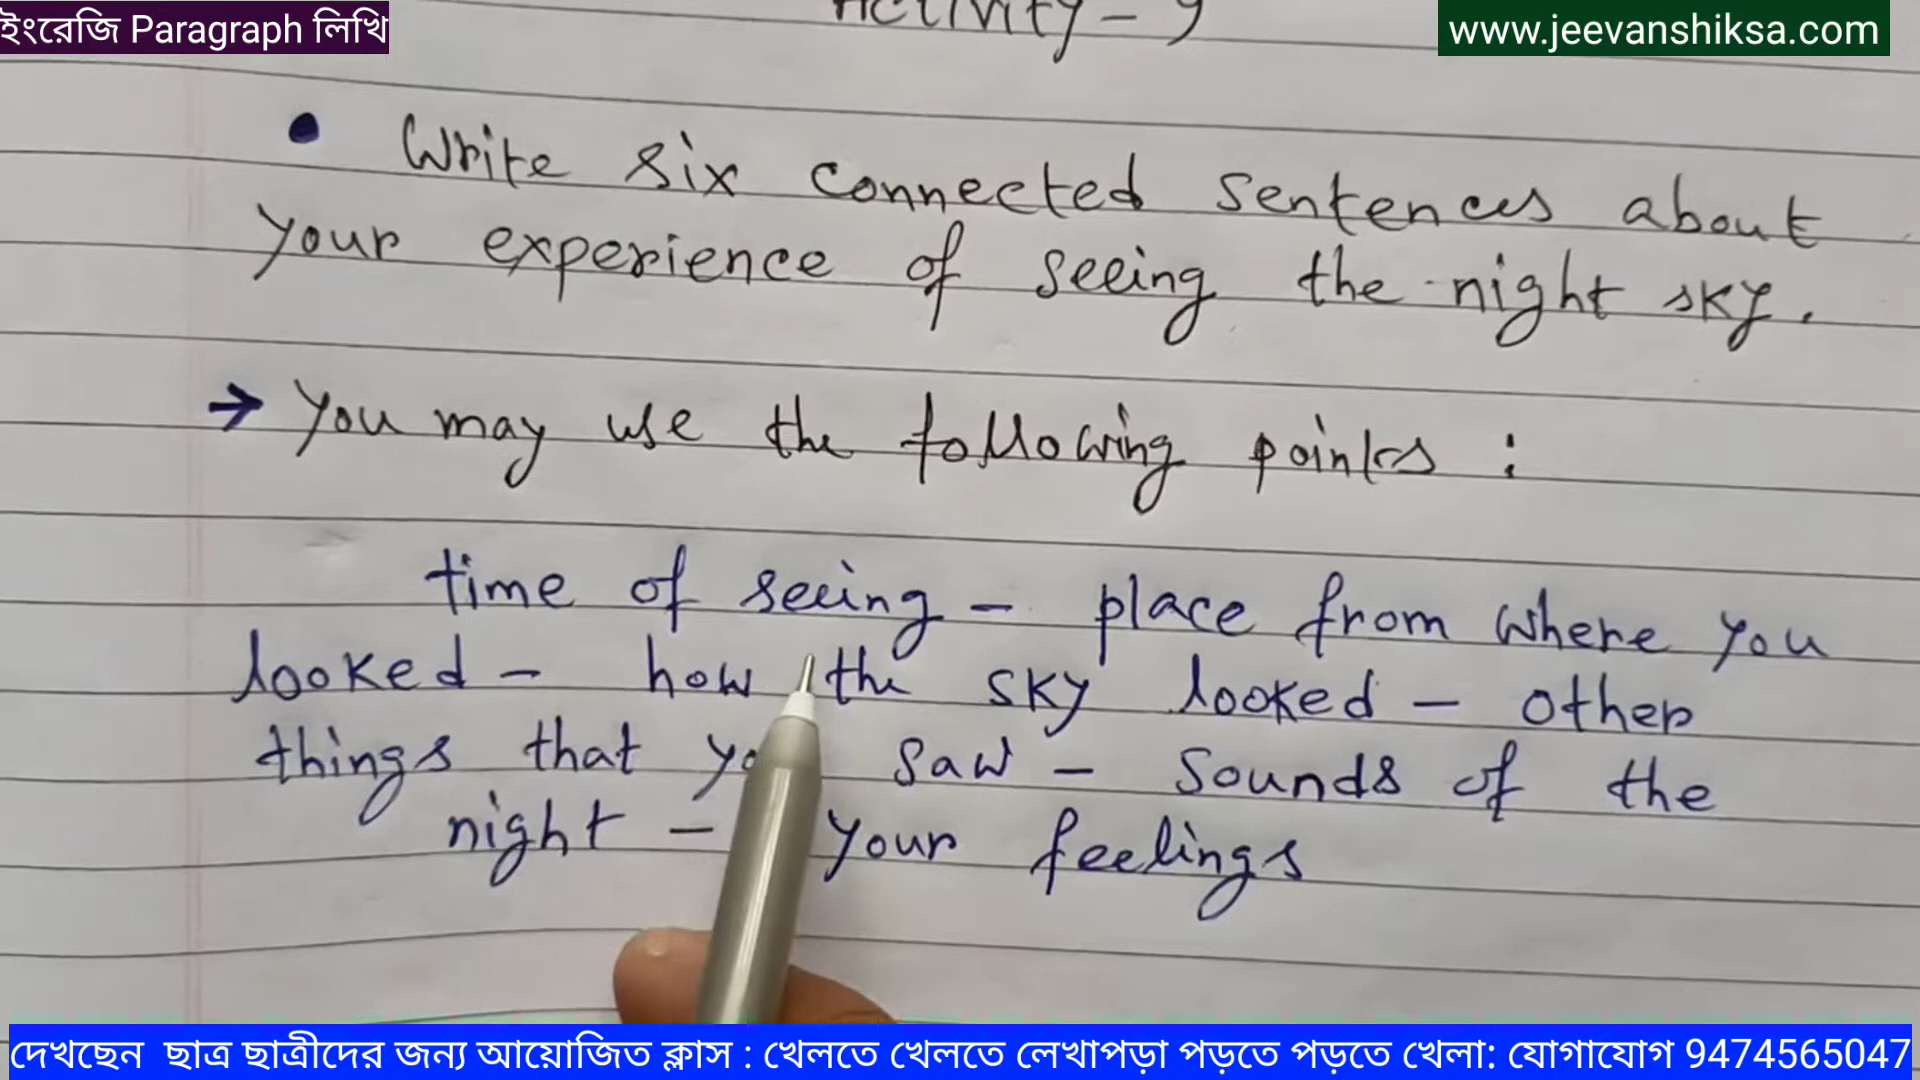 ইংরেজি Paragraph লিখি
www.jeevanshiksa.com
Activity - 9
• Write six connected sentences about
your experience of seeing the night sky.
→ You may use the following points :
time of seeing - place from where you
looked - how the sky looked - other
things that you saw - sounds of the
night - your feelings
দেখছেন ছাত্র ছাত্রীদের জন্য আয়োজিত ক্লাস : খেলতে খেলতে লেখাপড়া পড়তে পড়তে খেলা: যোগাযোগ 9474565047